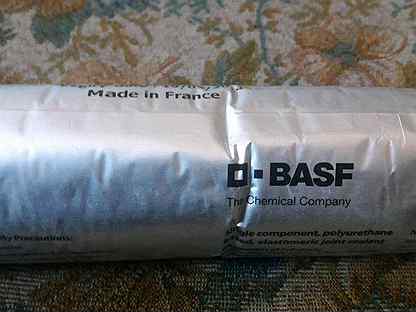 Made in France
BASF
The Chemical Company
Precautions:
component, polyurethane
elastomeric joint sealant